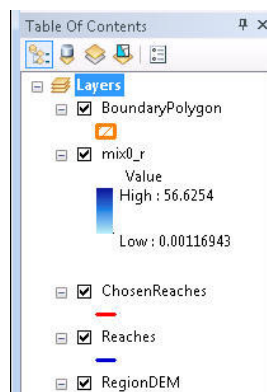 Table Of Contents
Layers
BoundaryPolygon
mix0_r
Value
High : 56.6254
Low : 0.00116943
ChosenReaches
Reaches
RegionDEM